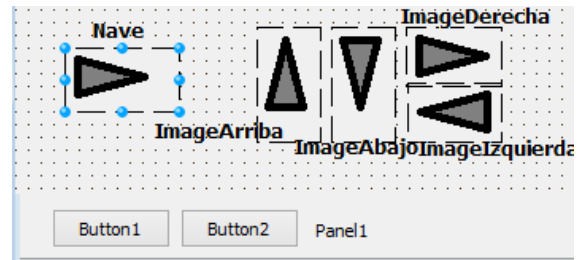 ImageDerecha
Nave
ImageArriba
ImageAbajo
ImageIzquierda
Button1
Button2
Panel1